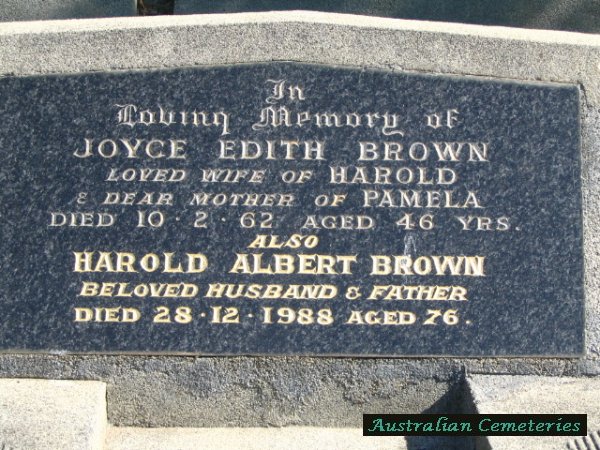 In
Loving Memory of
JOYCE EDITH BROWN
LOVED WIFE OF HAROLD
& DEAR MOTHER OF PAMELA
DIED 10·2·62 AGED 46 YRS.
ALSO
HAROLD ALBERT BROWN
BELOVED HUSBAND & FATHER
DIED 28·12·1988 AGED 76.
Australian Cemeteries